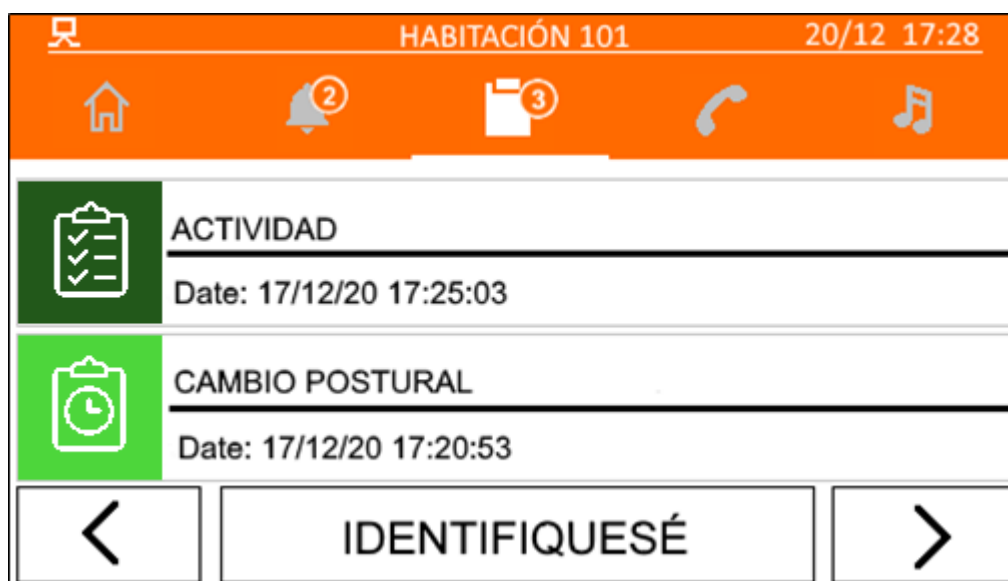 HABITACIÓN 101 20/12 17:28
2 3
ACTIVIDAD
Date: 17/12/20 17:25:03
CAMBIO POSTURAL
Date: 17/12/20 17:20:53
IDENTIFIQUESÉ